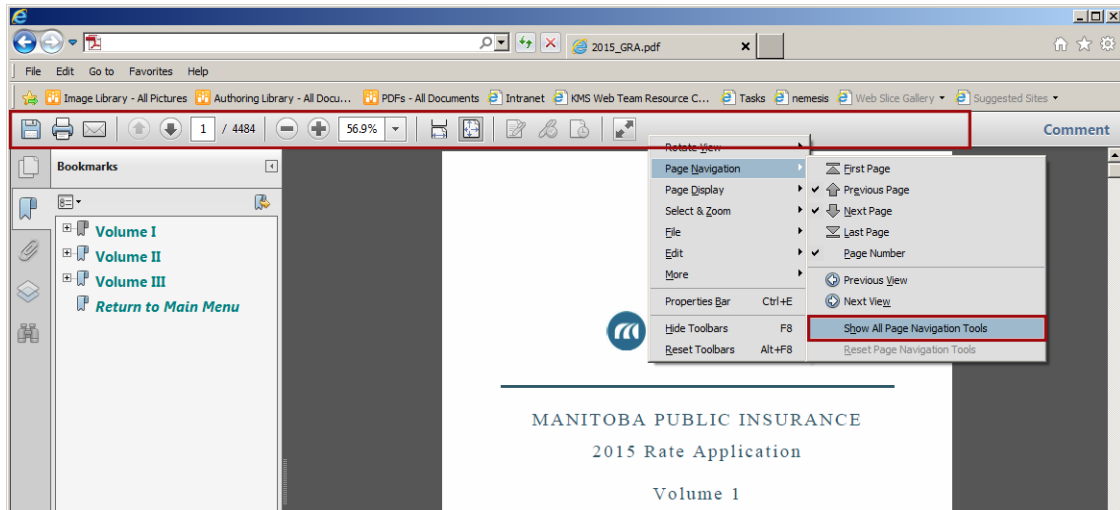 2015_GRA.pdf
File Edit Go to Favorites Help
Image Library - All Pictures Authoring Library - All Docu... PDFs - All Documents Intranet KMS Web Team Resource C... Tasks nemesis Web Slice Gallery Suggested Sites
1 / 4484 56.9% Comment
Bookmarks
Volume I
Volume II
Volume III
Return to Main Menu
Rotate View
Page Navigation
Page Display
Select & Zoom
File
Edit
More
Properties Bar Ctrl+E
Hide Toolbars F8
Reset Toolbars Alt+F8
First Page
Previous Page
Next Page
Last Page
Page Number
Previous View
Next View
Show All Page Navigation Tools
Reset Page Navigation Tools
MANITOBA PUBLIC INSURANCE
2015 Rate Application
Volume 1